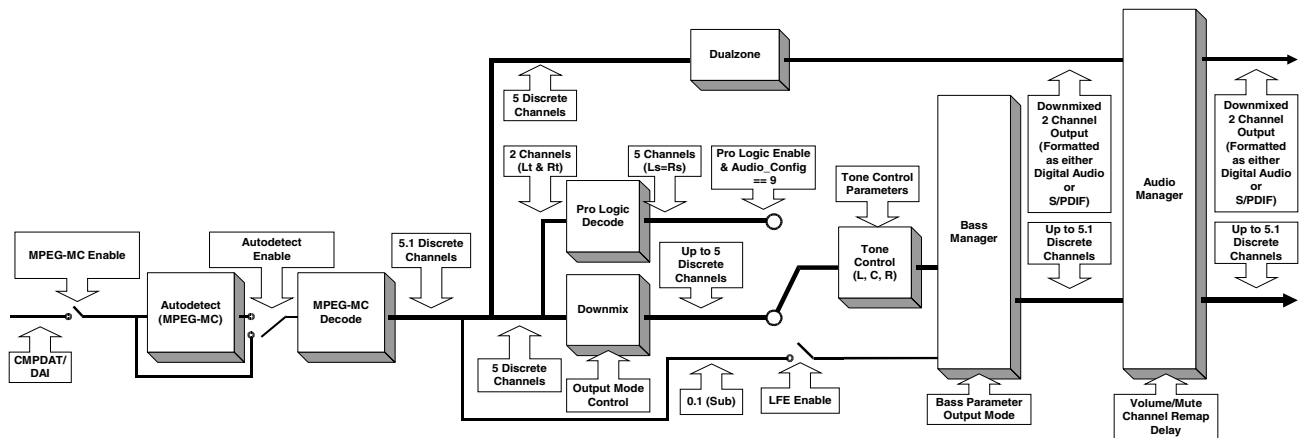 Dualzone
5 Discrete
Channels
Downmixed
2 Channel
Output
(Formatted
as either
Digital Audio
or
S/PDIF)
Downmixed
2 Channel
Output
(Formatted
as either
Digital Audio
or
S/PDIF)
2 Channels
(Lt & Rt)
5 Channels
(Ls=Rs)
Pro Logic Enable
& Audio_Config
== 9
Tone Control
Parameters
Pro Logic
Decode
Bass
Manager
Audio
Manager
MPEG-MC Enable
Autodetect
Enable
5.1 Discrete
Channels
Up to 5
Discrete
Channels
Tone
Control
(L, C, R)
Up to 5.1
Discrete
Channels
Up to 5.1
Discrete
Channels
Autodetect
(MPEG-MC)
MPEG-MC
Decode
Downmix
CMPDAT/
DAI
5 Discrete
Channels
Output Mode
Control
0.1 (Sub)
LFE Enable
Bass Parameter
Output Mode
Volume/Mute
Channel Remap
Delay